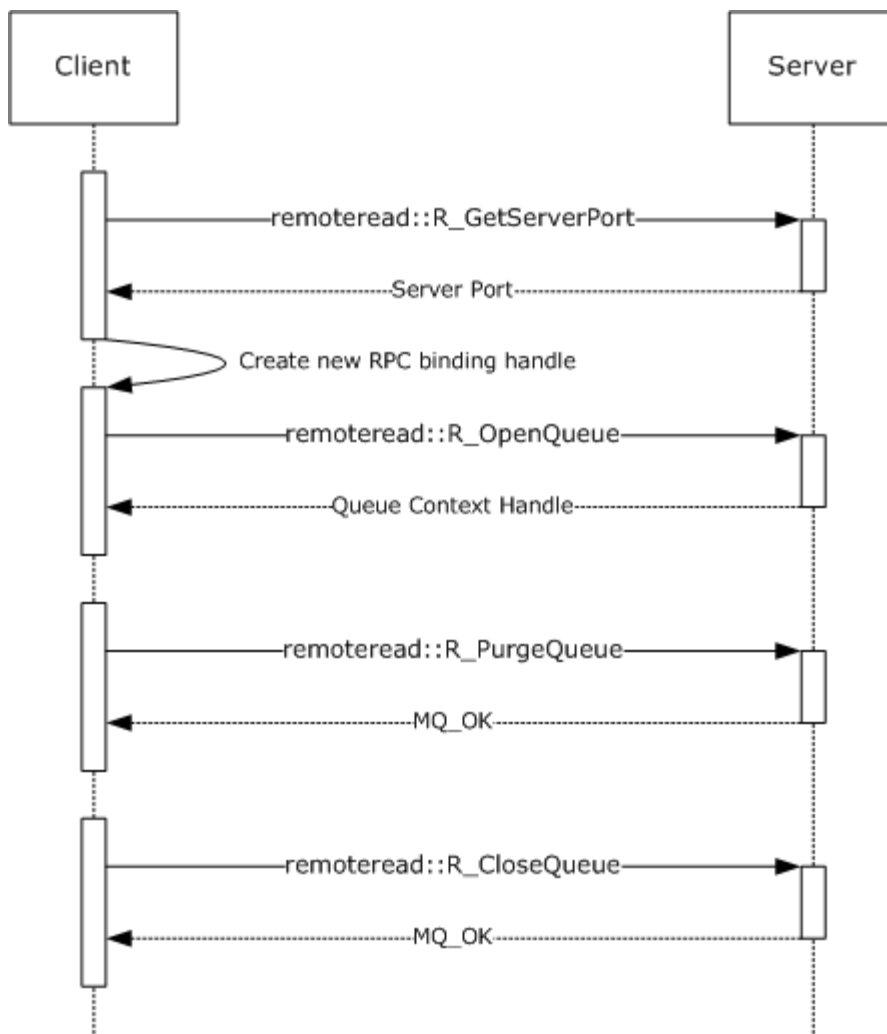 Client
Server
remoteread::R_GetServerPort
Server Port
Create new RPC binding handle
remoteread::R_OpenQueue
Queue Context Handle
remoteread::R_PurgeQueue
MQ_OK
remoteread::R_CloseQueue
MQ_OK